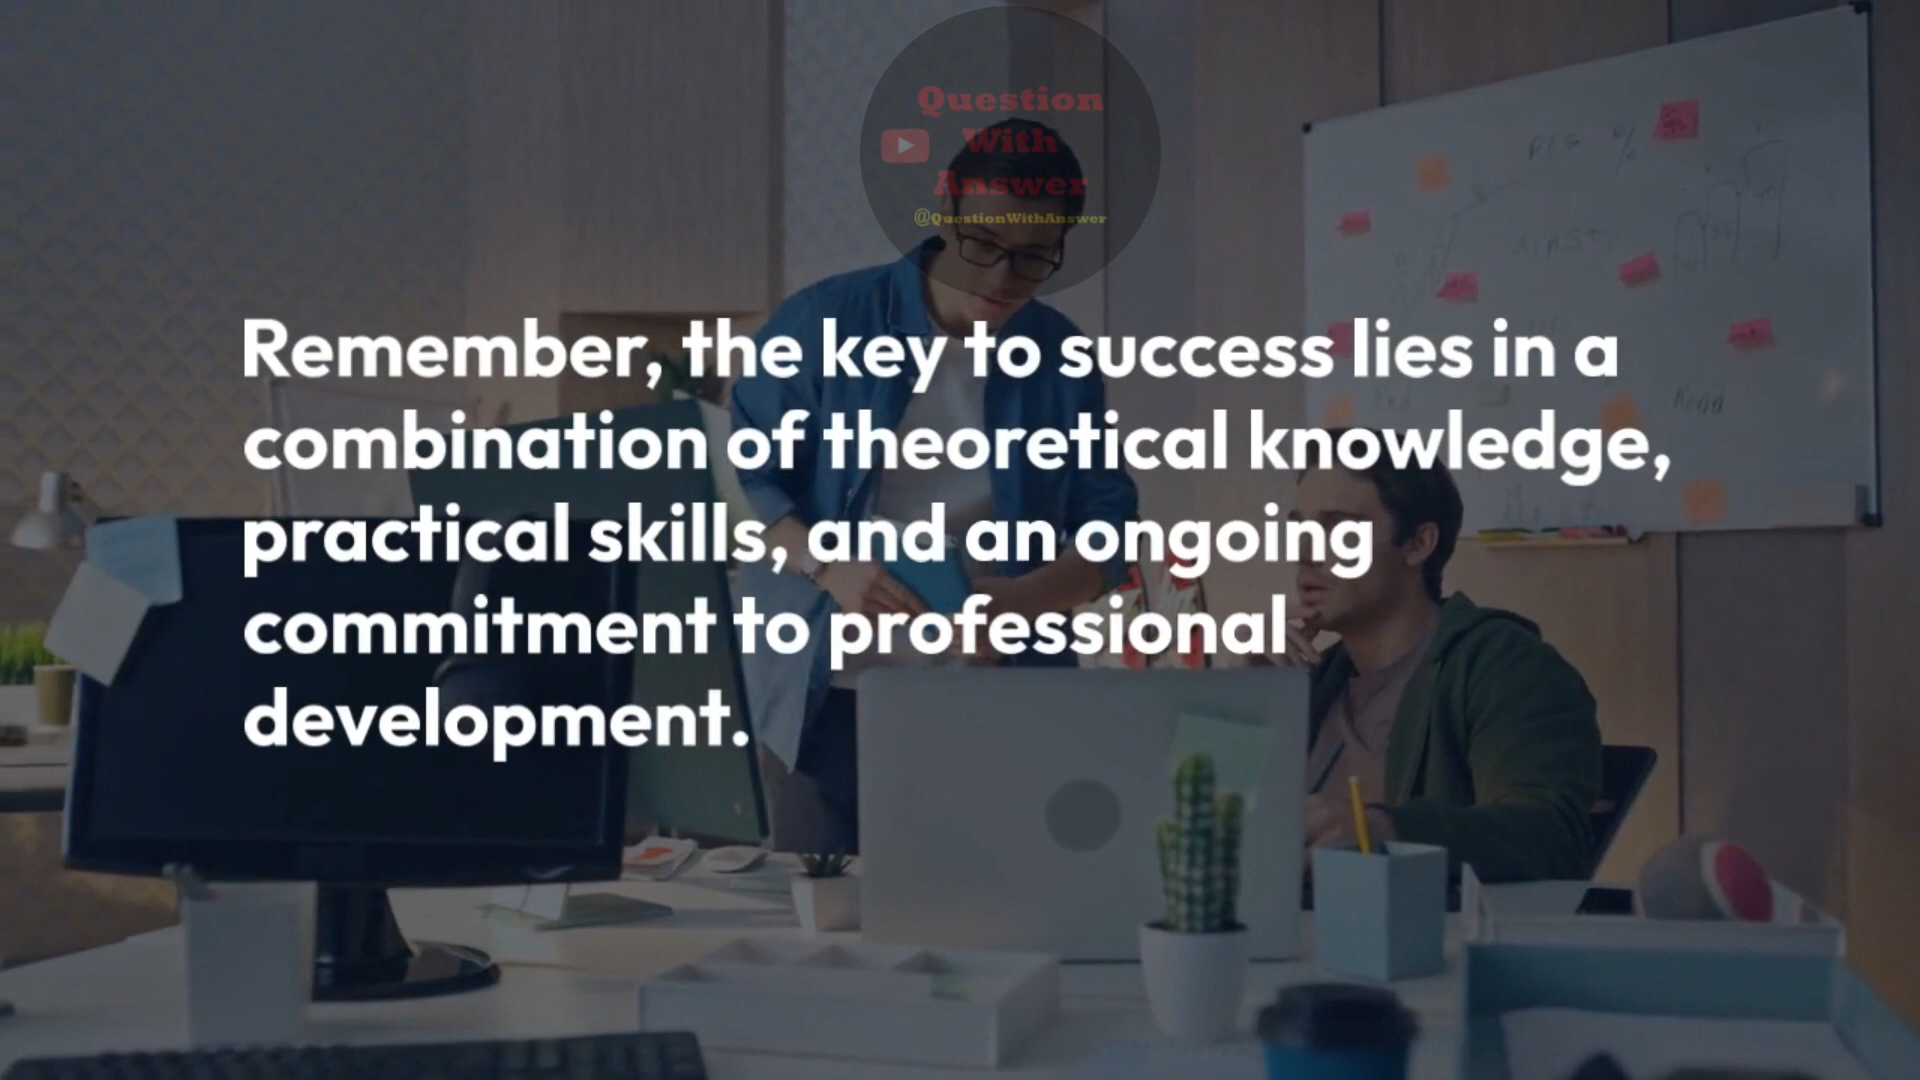 Question
With
Answer
@QuestionWithAnswer
Remember, the key to success lies in a
combination of theoretical knowledge,
practical skills, and an ongoing
commitment to professional
development.